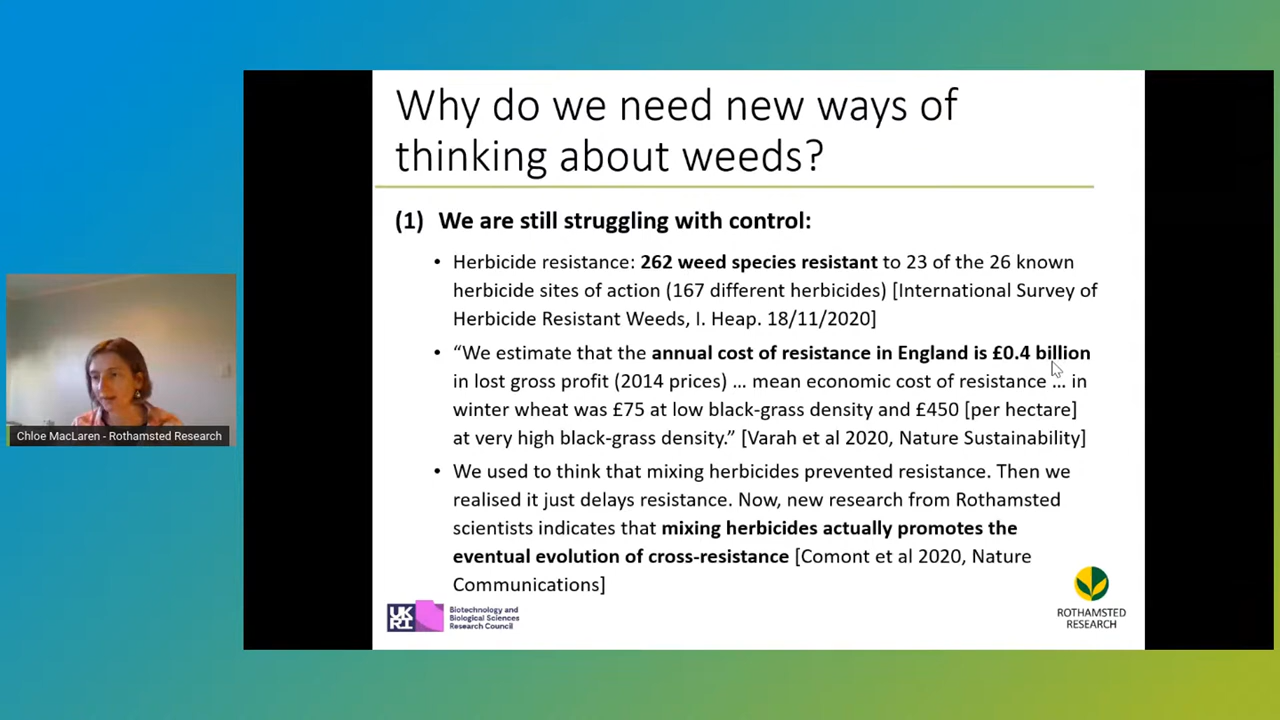 Why do we need new ways of
thinking about weeds?
(1) We are still struggling with control:
• Herbicide resistance: 262 weed species resistant to 23 of the 26 known
herbicide sites of action (167 different herbicides) [International Survey of
Herbicide Resistant Weeds, I. Heap. 18/11/2020]
• “We estimate that the annual cost of resistance in England is £0.4 billion
in lost gross profit (2014 prices) … mean economic cost of resistance … in
winter wheat was £75 at low black-grass density and £450 [per hectare]
at very high black-grass density.” [Varah et al 2020, Nature Sustainability]
• We used to think that mixing herbicides prevented resistance. Then we
realised it just delays resistance. Now, new research from Rothamsted
scientists indicates that mixing herbicides actually promotes the
eventual evolution of cross-resistance [Comont et al 2020, Nature
Communications]
UK
RI
Biotechnology and
Biological Sciences
Research Council
ROTHAMSTED
RESEARCH
Chloe MacLaren - Rothamsted Research